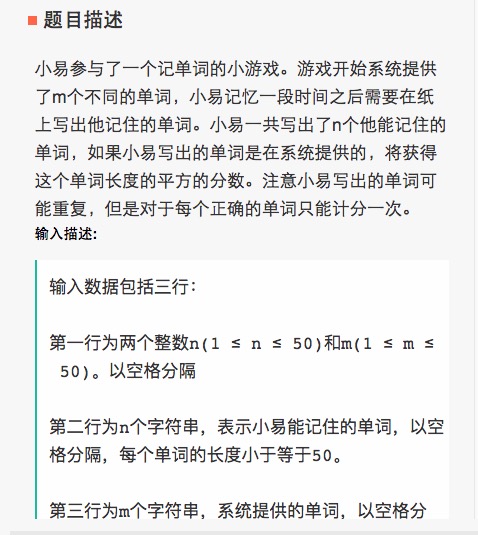 题目描述
小易参与了一个记单词的小游戏。游戏开始系统提供
了m个不同的单词，小易记忆一段时间之后需要在纸
上写出他记住的单词。小易一共写出了n个他能记住的
单词，如果小易写出的单词是在系统提供的，将获得
这个单词长度的平方的分数。注意小易写出的单词可
能重复，但是对于每个正确的单词只能计分一次。
输入描述:
输入数据包括三行：
第一行为两个整数n(1 ≤ n ≤ 50)和m(1 ≤ m ≤
50)。以空格分隔
第二行为n个字符串，表示小易能记住的单词，以空
格分隔，每个单词的长度小于等于50。
第三行为m个字符串，系统提供的单词，以空格分